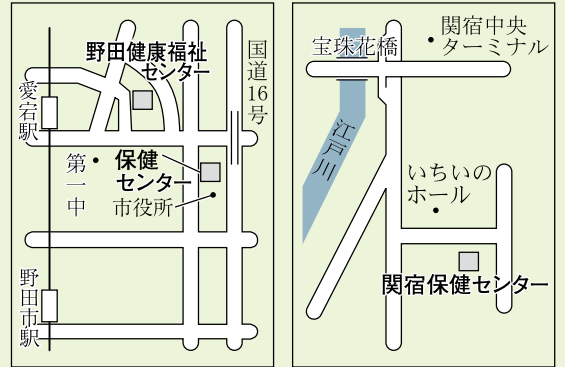 野田健康福祉
センター
国道16号
愛宕駅
第一中
保健
センター
市役所
野田市駅
宝珠花橋
関宿中央
ターミナル
江戸川
いちいの
ホール
関宿保健センター